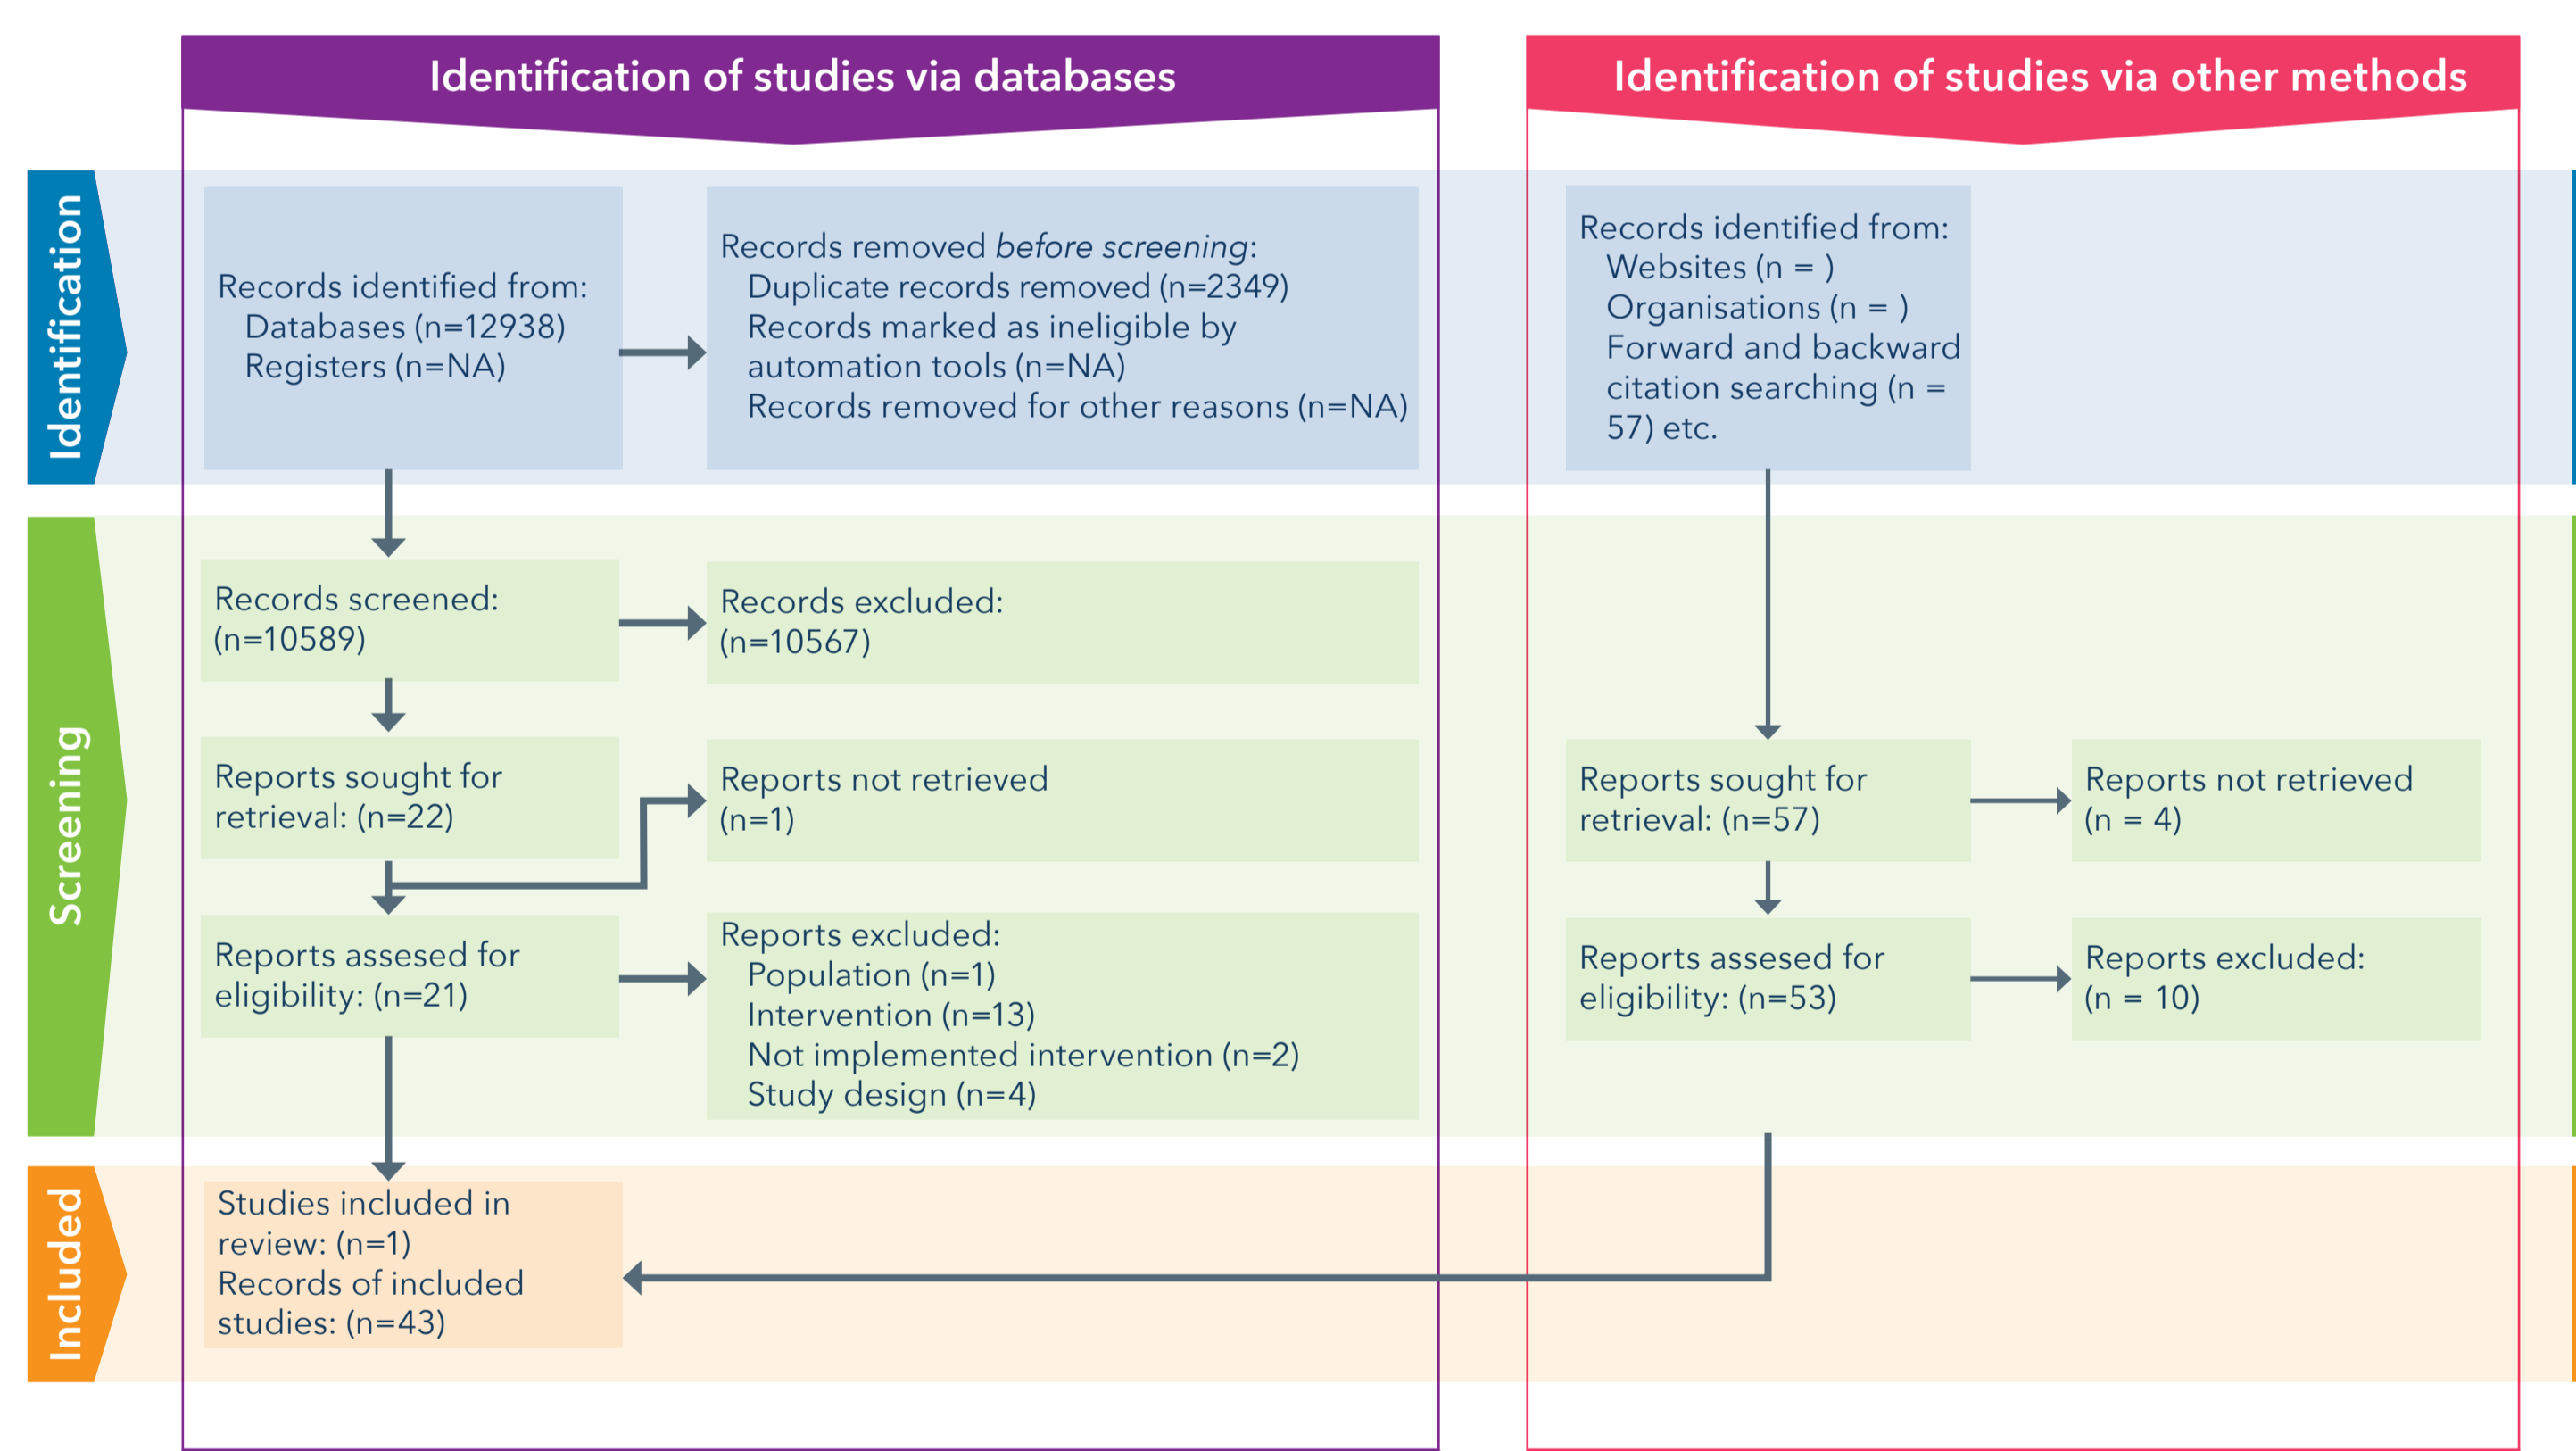 Identification of studies via databases
Identification of studies via other methods
Identification
Records identified from:
Databases (n=12938)
Registers (n=NA)
Records removed before screening:
Duplicate records removed (n=2349)
Records marked as ineligible by
automation tools (n=NA)
Records removed for other reasons (n=NA)
Records identified from:
Websites (n = )
Organisations (n = )
Forward and backward
citation searching (n =
57) etc.
Screening
Records screened:
(n=10589)
Records excluded:
(n=10567)
Reports sought for
retrieval: (n=22)
Reports not retrieved
(n=1)
Reports sought for
retrieval: (n=57)
Reports not retrieved
(n = 4)
Reports assesed for
eligibility: (n=21)
Reports excluded:
Population (n=1)
Intervention (n=13)
Not implemented intervention (n=2)
Study design (n=4)
Reports assesed for
eligibility: (n=53)
Reports excluded:
(n = 10)
Included
Studies included in
review: (n=1)
Records of included
studies: (n=43)